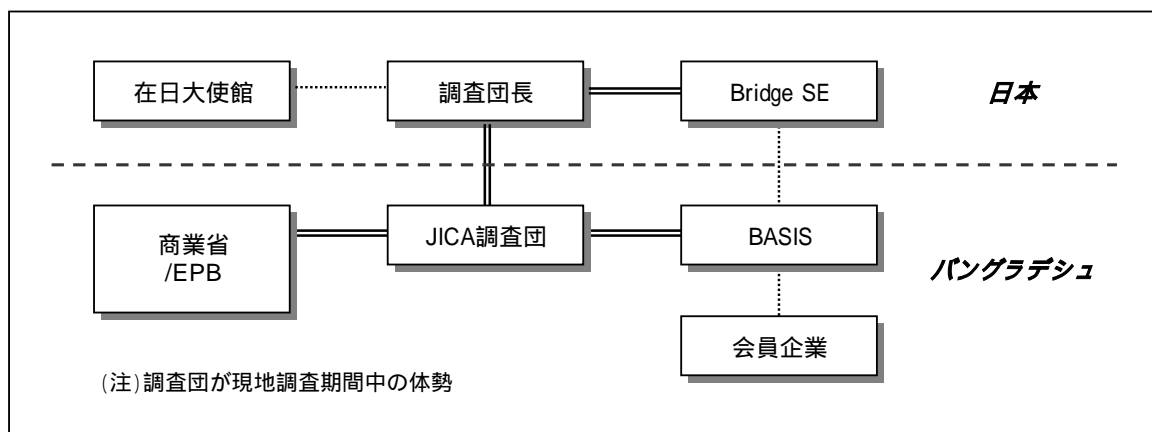 在日大使館
調査団長
Bridge SE
日本
商業省
/EPB
JICA調査団
BASIS
バングラデシュ
会員企業
(注)調査団が現地調査期間中の体勢